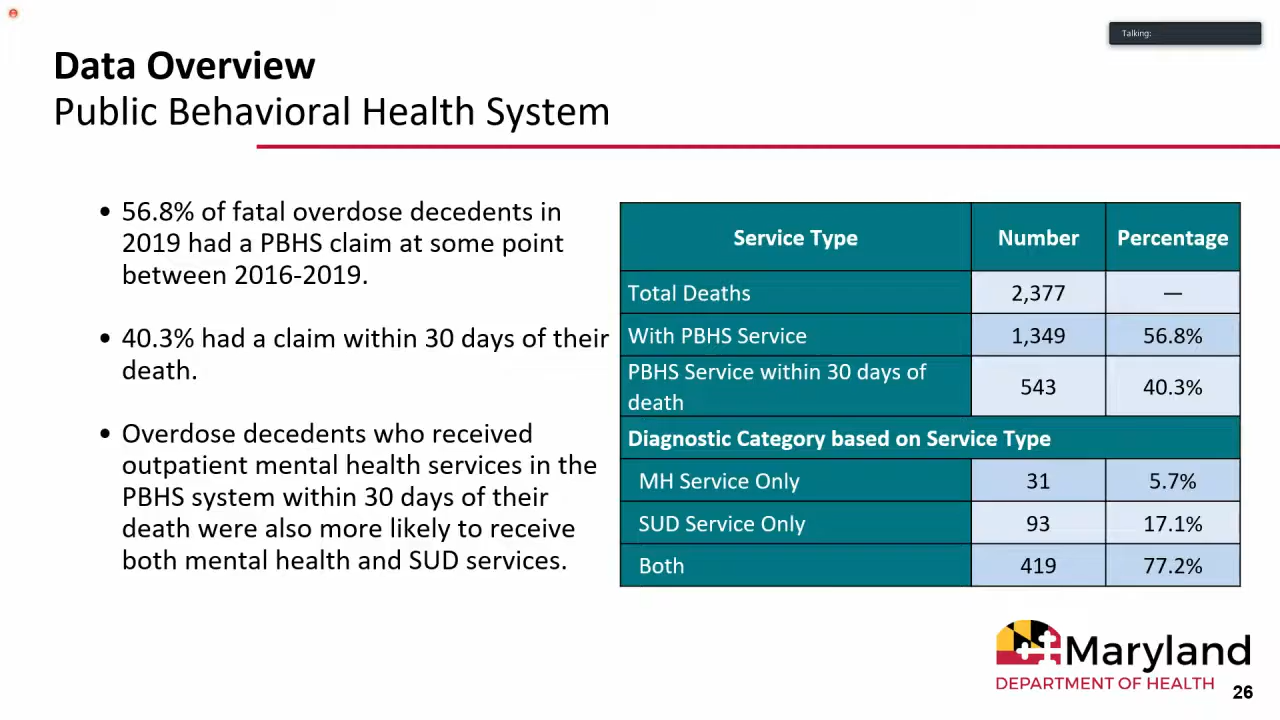 Talking:
Data Overview
Public Behavioral Health System
• 56.8% of fatal overdose decedents in
2019 had a PBHS claim at some point
between 2016-2019.
• 40.3% had a claim within 30 days of their
death.
• Overdose decedents who received
outpatient mental health services in the
PBHS system within 30 days of their
death were also more likely to receive
both mental health and SUD services.
Service Type Number Percentage
Total Deaths 2,377 —
With PBHS Service 1,349 56.8%
PBHS Service within 30 days of
death 543 40.3%
Diagnostic Category based on Service Type
MH Service Only 31 5.7%
SUD Service Only 93 17.1%
Both 419 77.2%
Maryland
DEPARTMENT OF HEALTH
26